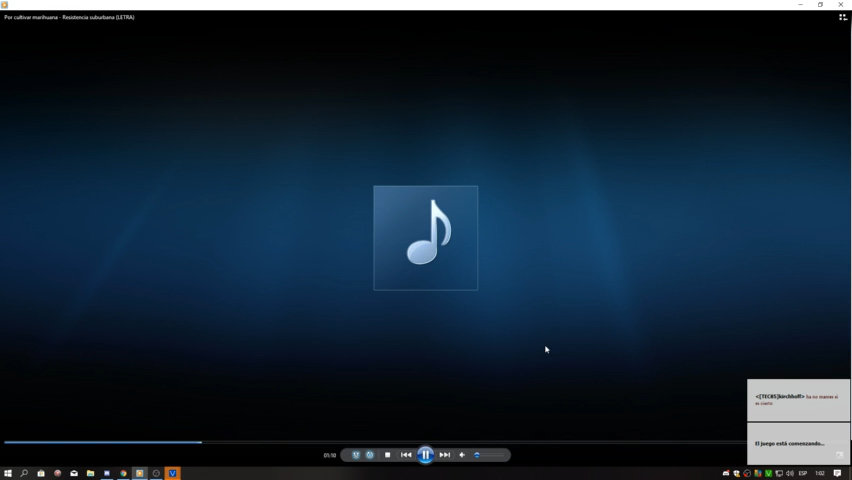 Por cultivar marihuana - Resistencia suburbana (LETRA)
<[TEC85]kirchhoff> ha no mames si
es cierto
El juego está comenzando...
01:10
ESP
1:02